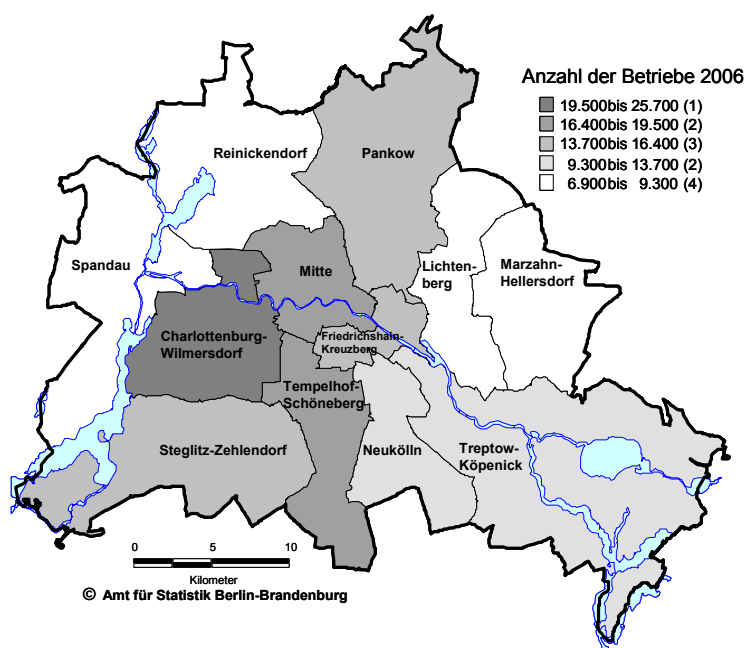 Anzahl der Betriebe 2006
19.500bis 25.700 (1)
16.400bis 19.500 (2)
13.700bis 16.400 (3)
9.300bis 13.700 (2)
6.900bis 9.300 (4)
Reinickendorf
Pankow
Spandau
Mitte
Lichten-
berg
Marzahn-
Hellersdorf
Charlottenburg-
Wilmersdorf
Friedrichshain-
Kreuzberg
Tempelhof-
Schöneberg
Steglitz-Zehlendorf
Neukölln
Treptow-
Köpenick
0 5 10
Kilometer
© Amt für Statistik Berlin-Brandenburg